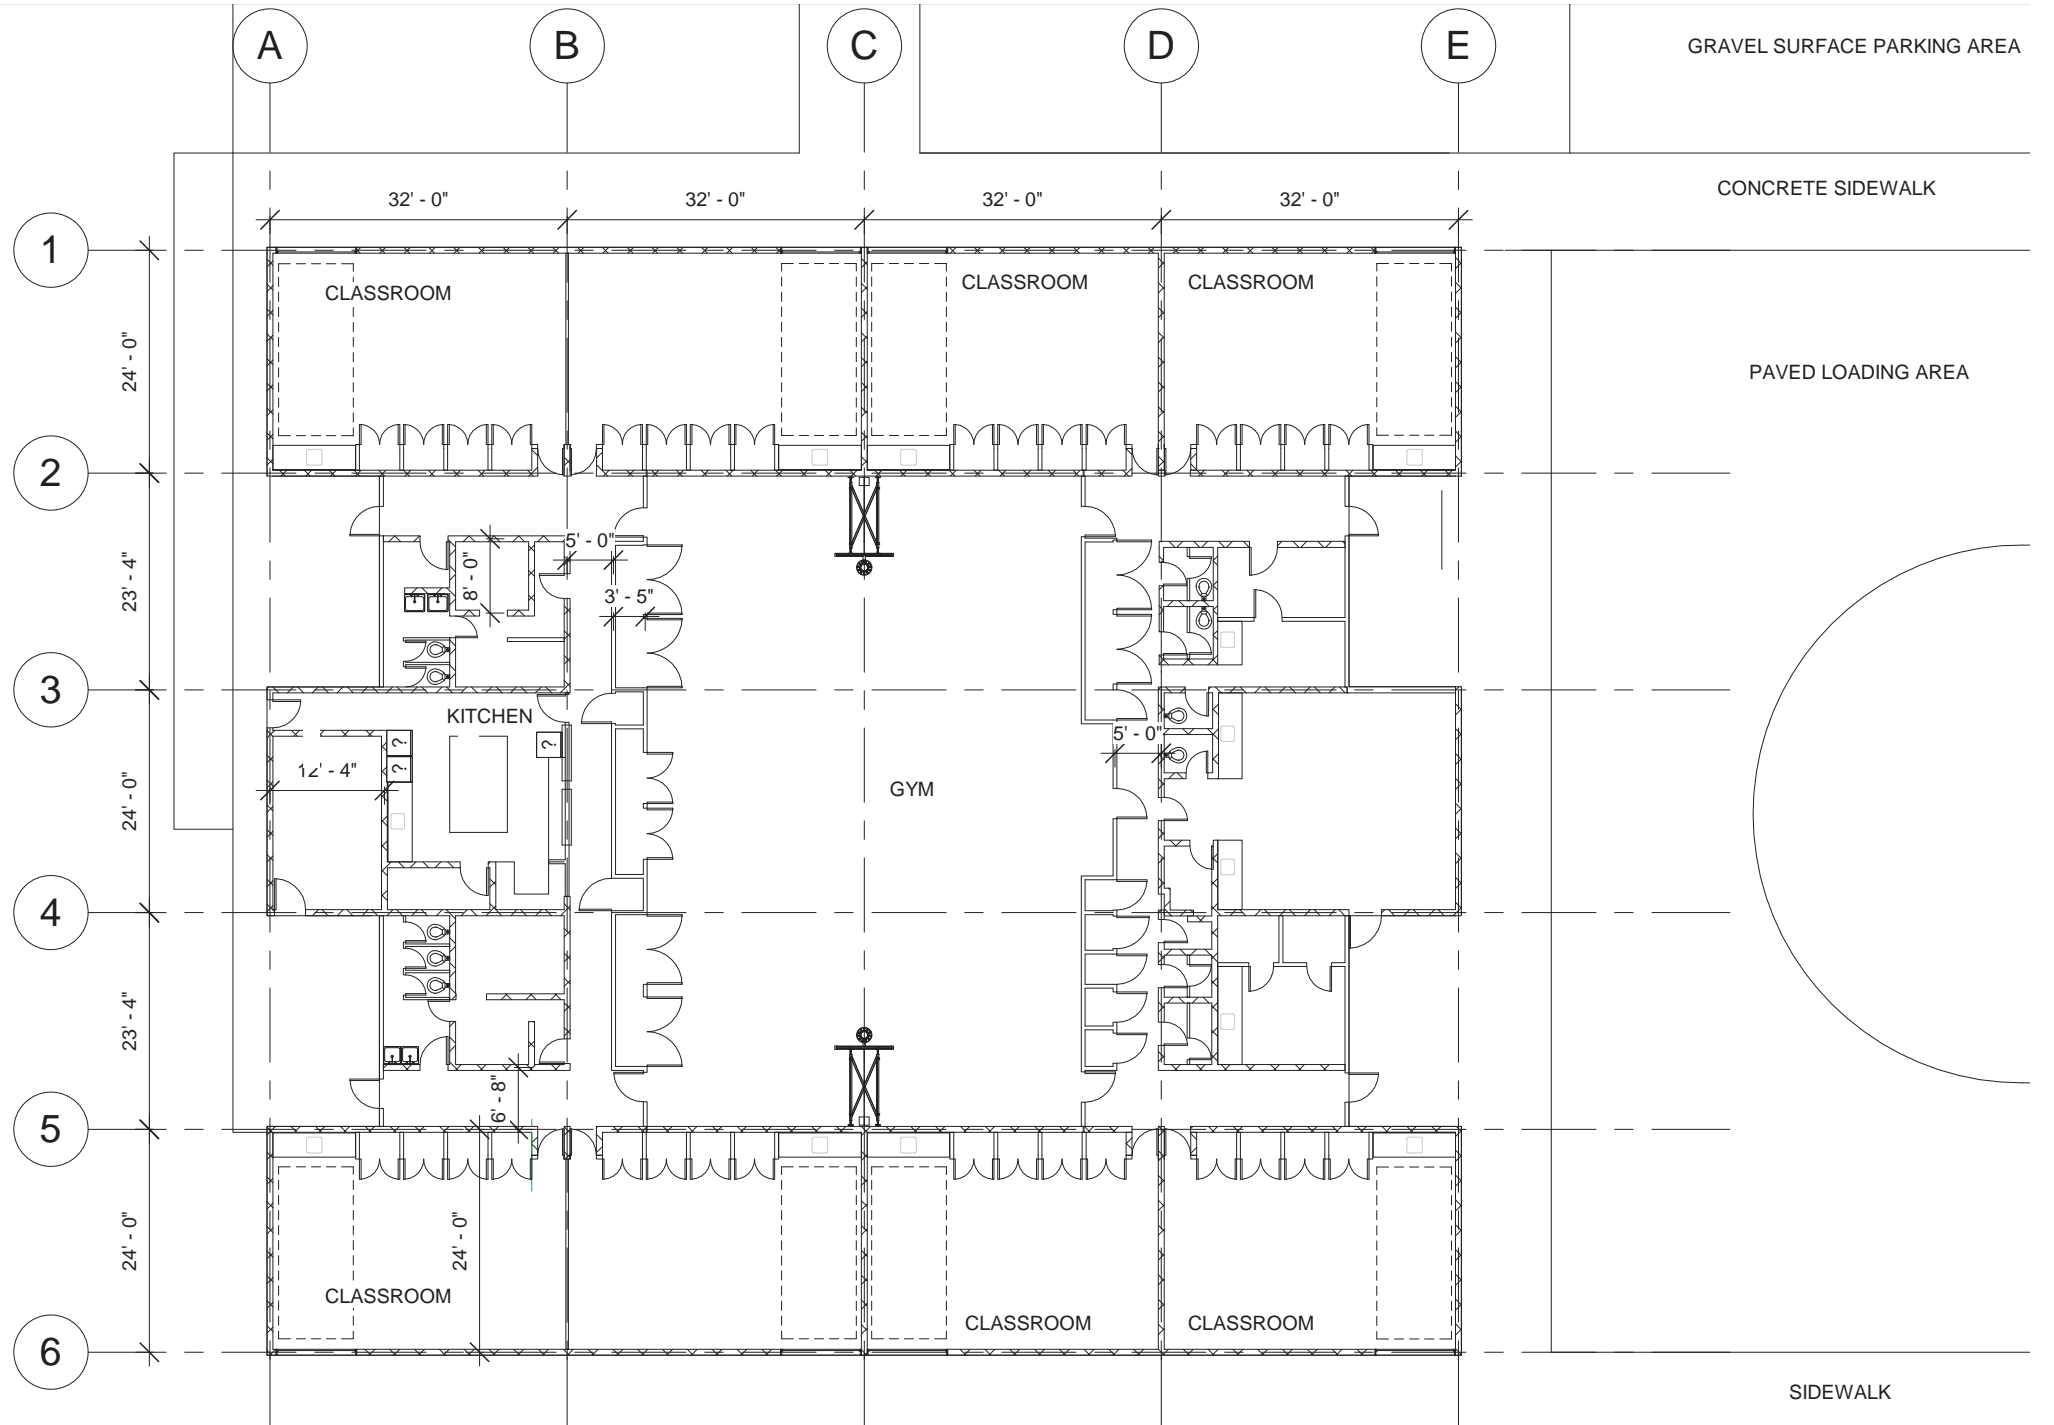 A
B
C
D
E
GRAVEL SURFACE PARKING AREA
CONCRETE SIDEWALK
32' - 0"
32' - 0"
32' - 0"
32' - 0"
1
CLASSROOM
CLASSROOM
CLASSROOM
24' - 0"
PAVED LOADING AREA
2
5' - 0"
8' - 0"
23' - 4"
3' - 5"
3
KITCHEN
?
?
?
5' - 0"
12' - 4"
24' - 0"
GYM
4
23' - 4"
6' - 8"
5
24' - 0"
24' - 0"
CLASSROOM
CLASSROOM
CLASSROOM
6
SIDEWALK